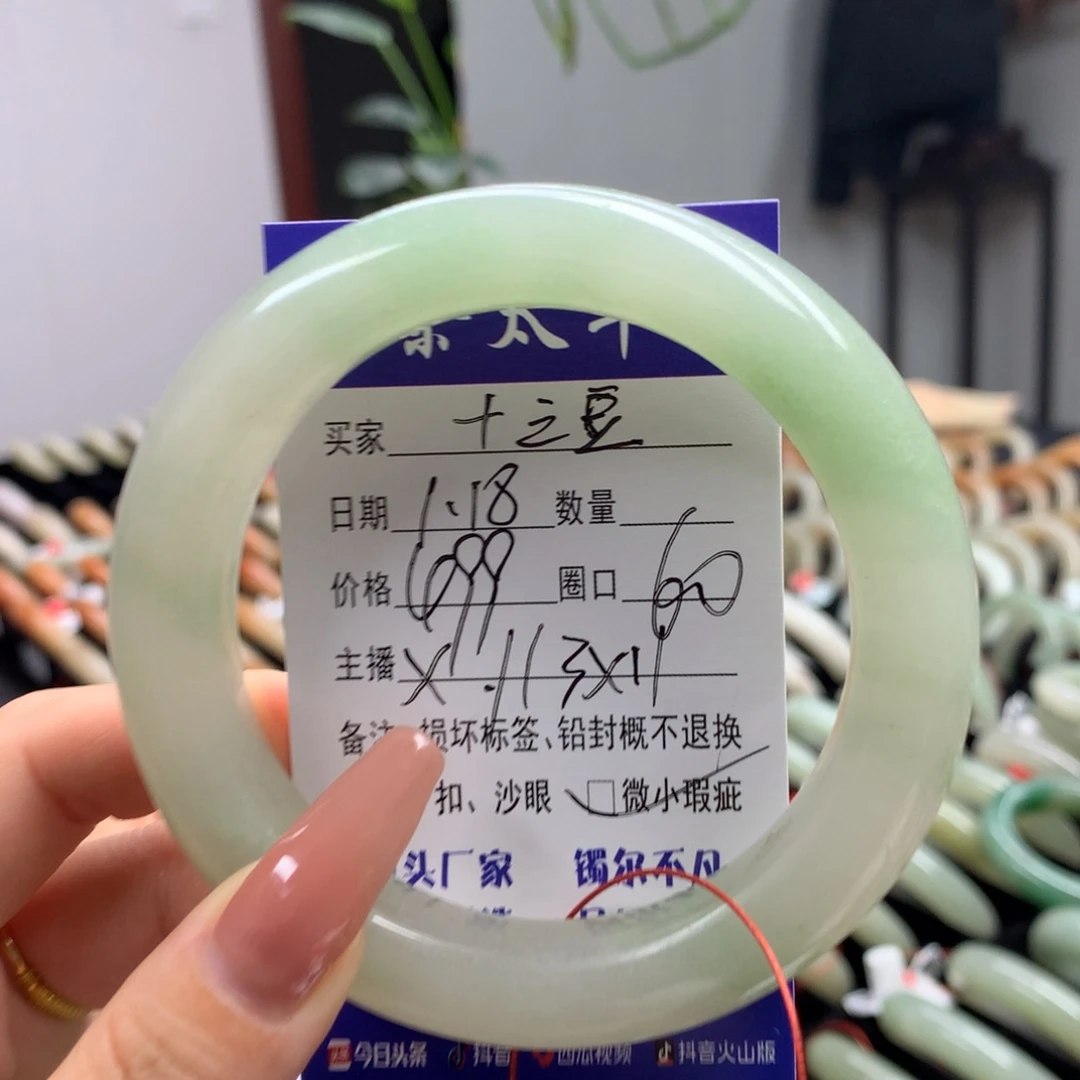 太
买家 十之豆
日期 1.18 数量
价格 699 圈口 60
主播
备注 损坏标签、铅封概不退换
扣、沙眼 微小瑕疵
头厂家 镯尔不凡
今日头条 抖音 西瓜视频 抖音火山版